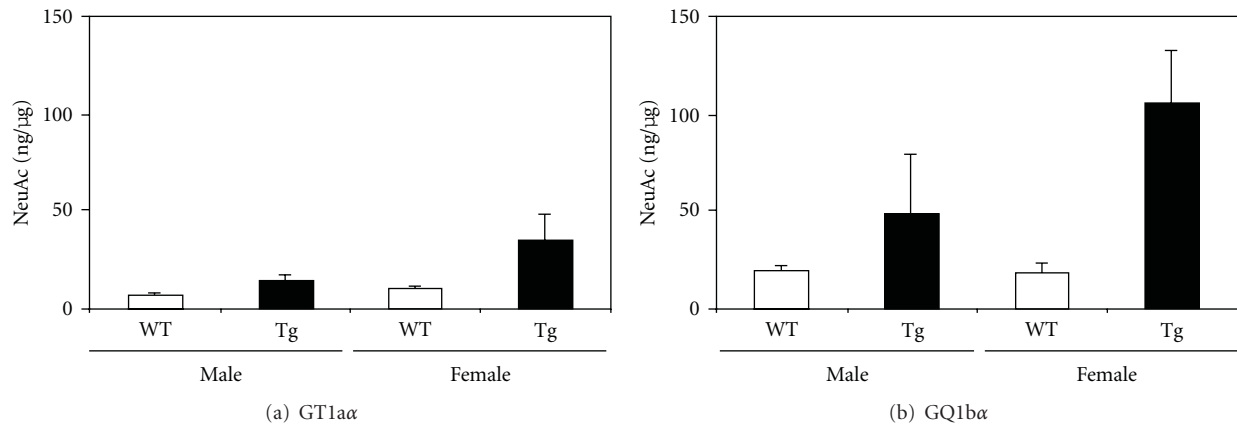 150
100
50
0
NeuAc (ng/μg)
WT Tg WT Tg
Male Female
(a) GT1aα
150
100
50
0
NeuAc (ng/μg)
WT Tg WT Tg
Male Female
(b) GQ1bα